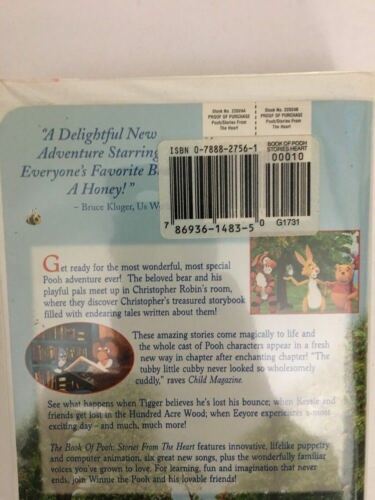 Stock No. 22024A
PROOF OF PURCHASE
Pooh/Stories From
The Heart
Stock No. 22024B
PROOF OF PURCHASE
Pooh/Stories From
The Heart
"A Delightful New
Adventure Starring
Everyone's Favorite
A Honey!"
– Bruce Kluger, Us
ISBN 0-7888-2756-1
BOOK OF POOH
STORIES HEART
00010
7 86936-1483-5 0
G1731
Get ready for the most wonderful, most special
Pooh adventure ever! The beloved bear and his
playful pals meet up in Christopher Robin's room,
where they discover Christopher's treasured storybook
filled with endearing tales written about them!
These amazing stories come magically to life and
the whole cast of Pooh characters appear in a fresh
new way in chapter after enchanting chapter! "The
tubby little cubby never looked so wholesomely
cuddly," raves Child Magazine.
See what happens when Tigger believes he's lost his bounce; when Kessie and
friends get lost in the Hundred Acre Wood; when Eeyore experiences a most
exciting day – and much, much more!
The Book Of Pooh: Stories From The Heart features innovative, lifelike puppetry
and computer animation, six great new songs, plus the wonderfully familiar
voices you've grown to love. For learning, fun and imagination that never
ends, join Winnie the Pooh and his lovable friends!